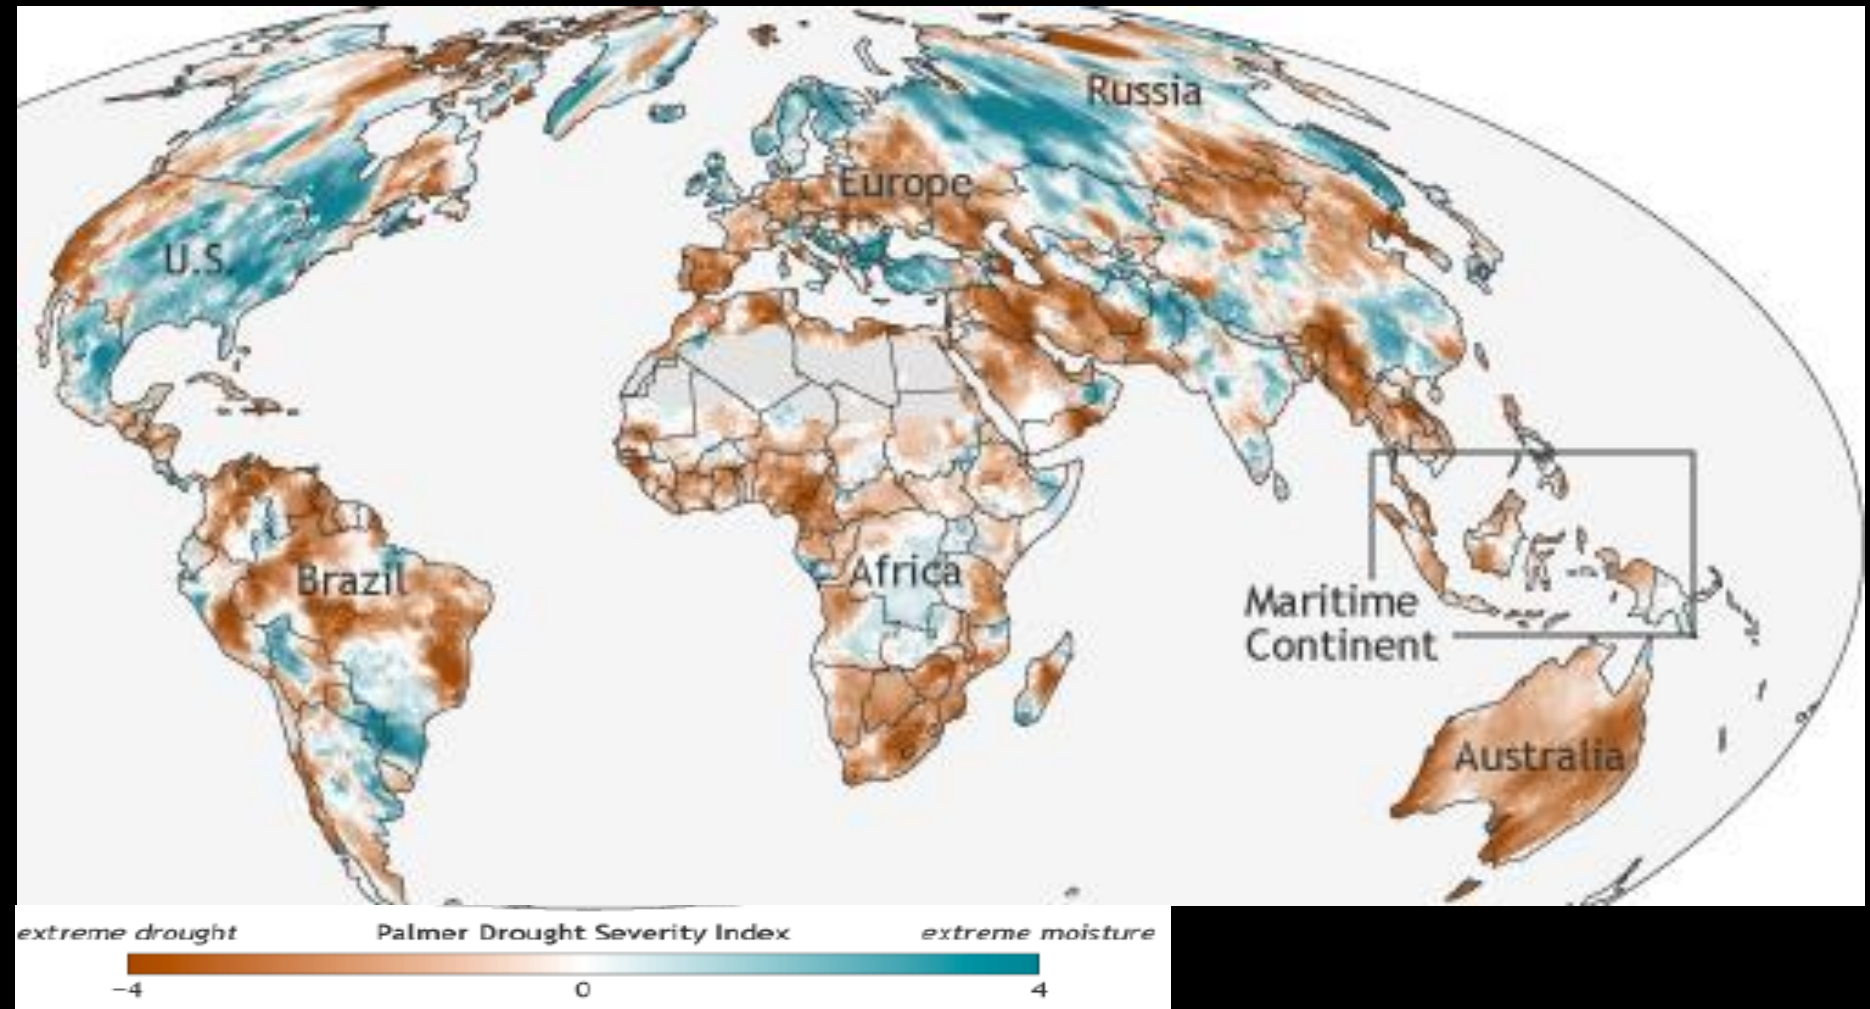 Russia
Europe
U.S.
Brazil
Africa
Maritime
Continent
Australia
extreme drought Palmer Drought Severity Index extreme moisture
−4 0 4